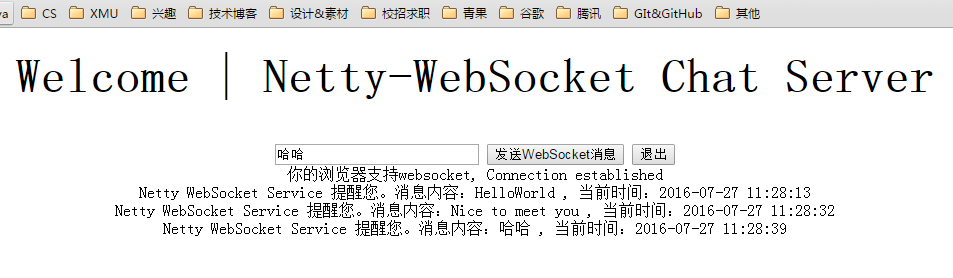 va CS XMU 兴趣 技术博客 设计&素材 校招求职 青果 谷歌 腾讯 GIt&GitHub 其他
Welcome | Netty-WebSocket Chat Server
哈哈 发送WebSocket消息 退出
你的浏览器支持websocket, Connection established
Netty WebSocket Service 提醒您。消息内容：HelloWorld , 当前时间：2016-07-27 11:28:13
Netty WebSocket Service 提醒您。消息内容：Nice to meet you , 当前时间：2016-07-27 11:28:32
Netty WebSocket Service 提醒您。消息内容：哈哈 , 当前时间：2016-07-27 11:28:39